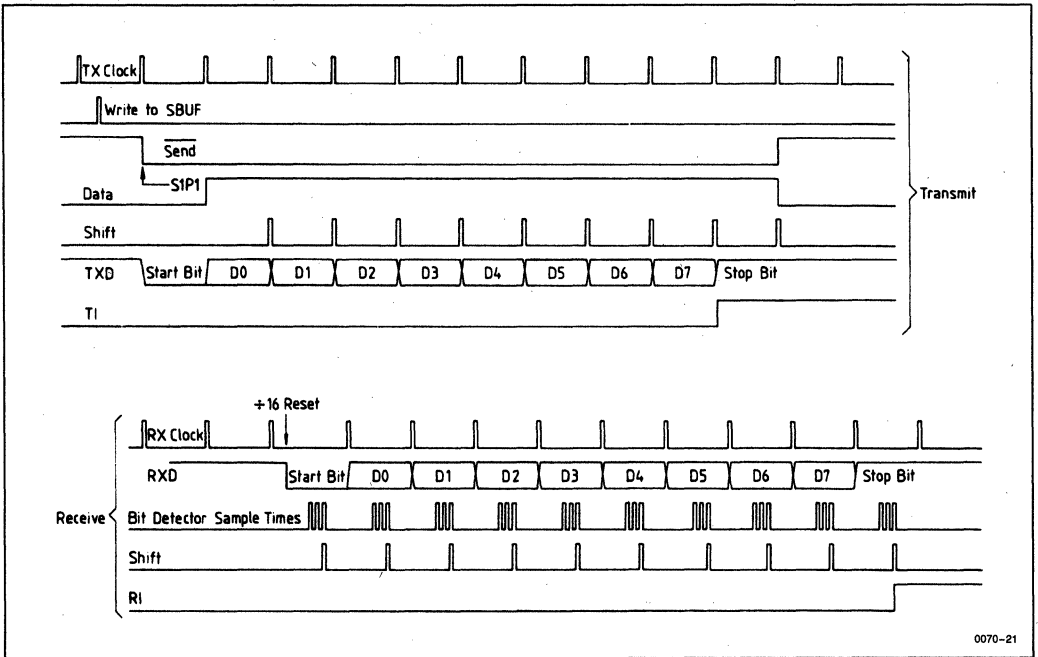 TX Clock
Write to SBUF
Send
S1P1
Data
Transmit
Shift
TXD Start Bit D0 D1 D2 D3 D4 D5 D6 D7 Stop Bit
TI
÷16 Reset
RX Clock
RXD Start Bit D0 D1 D2 D3 D4 D5 D6 D7 Stop Bit
Receive Bit Detector Sample Times
Shift
RI
0070-21